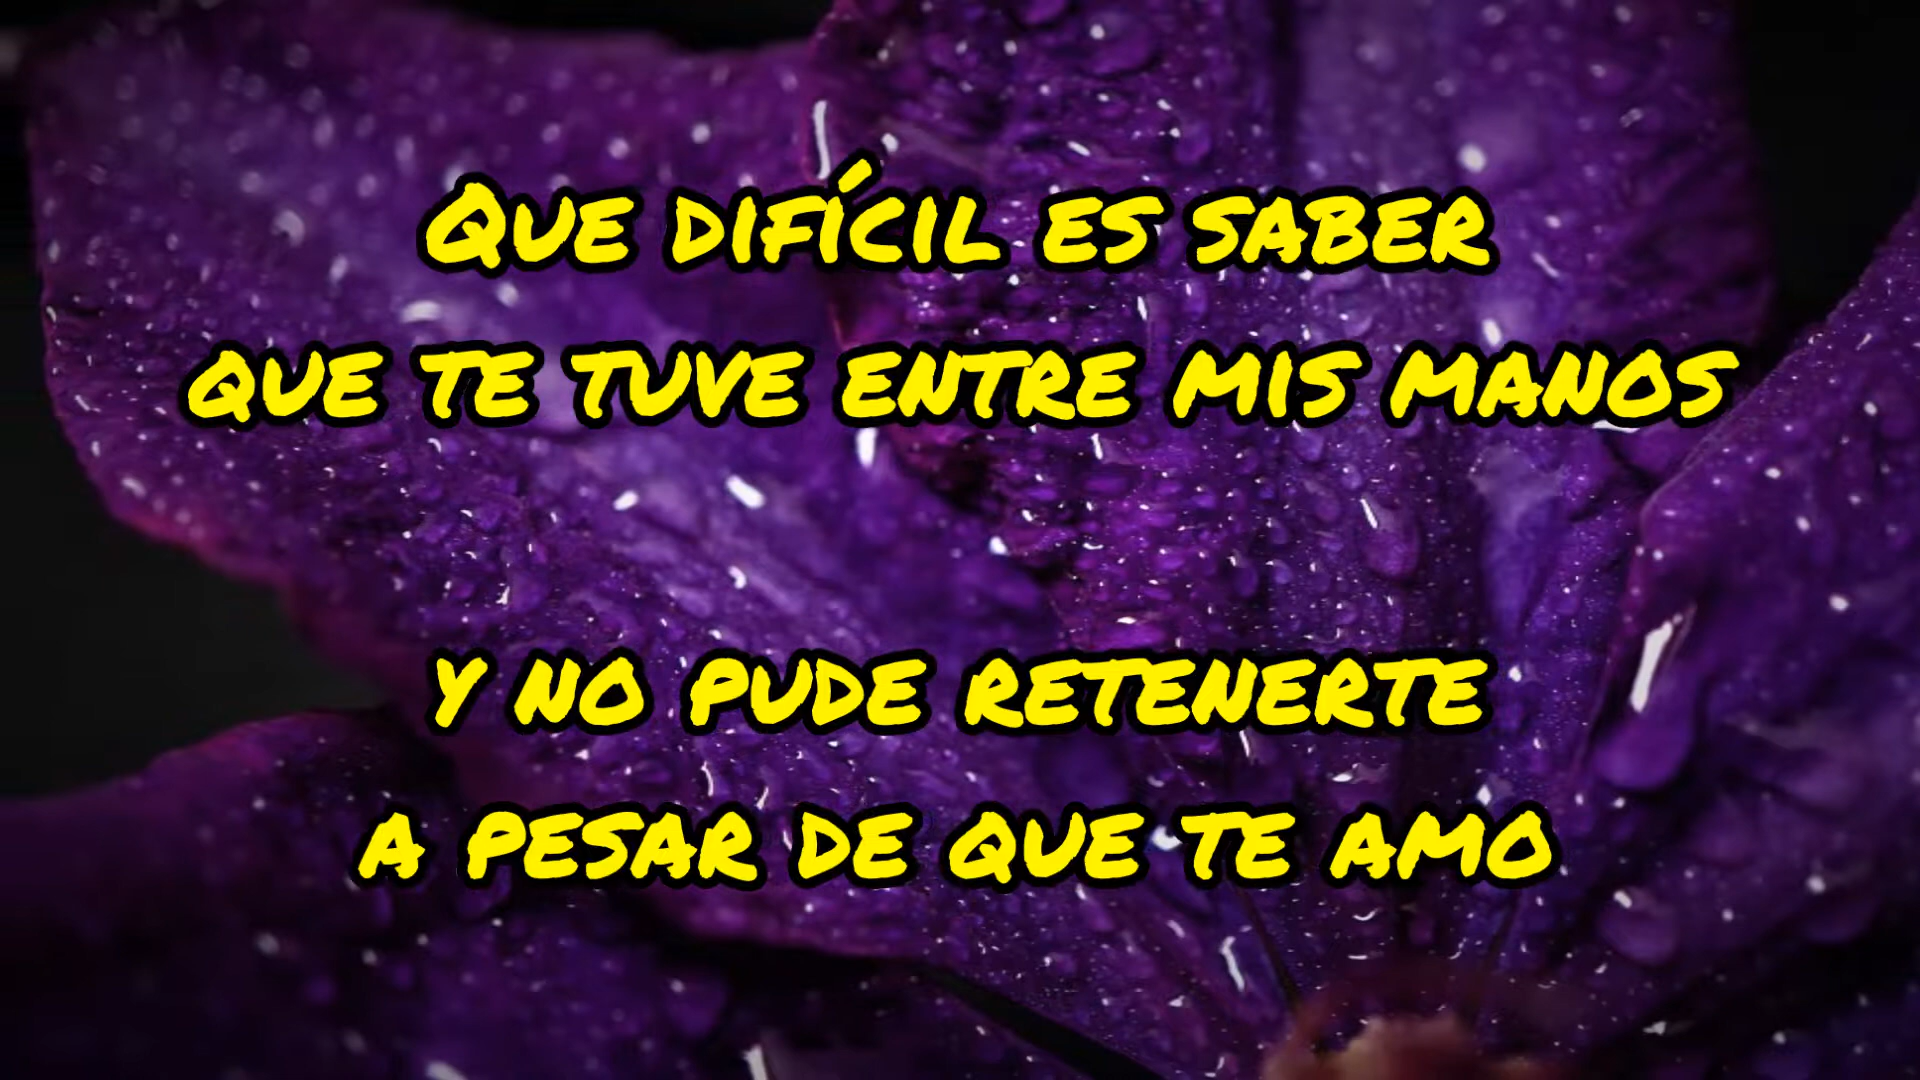 Que difícil es saber
que te tuve entre mis manos
y no pude retenerte
a pesar de que te amo